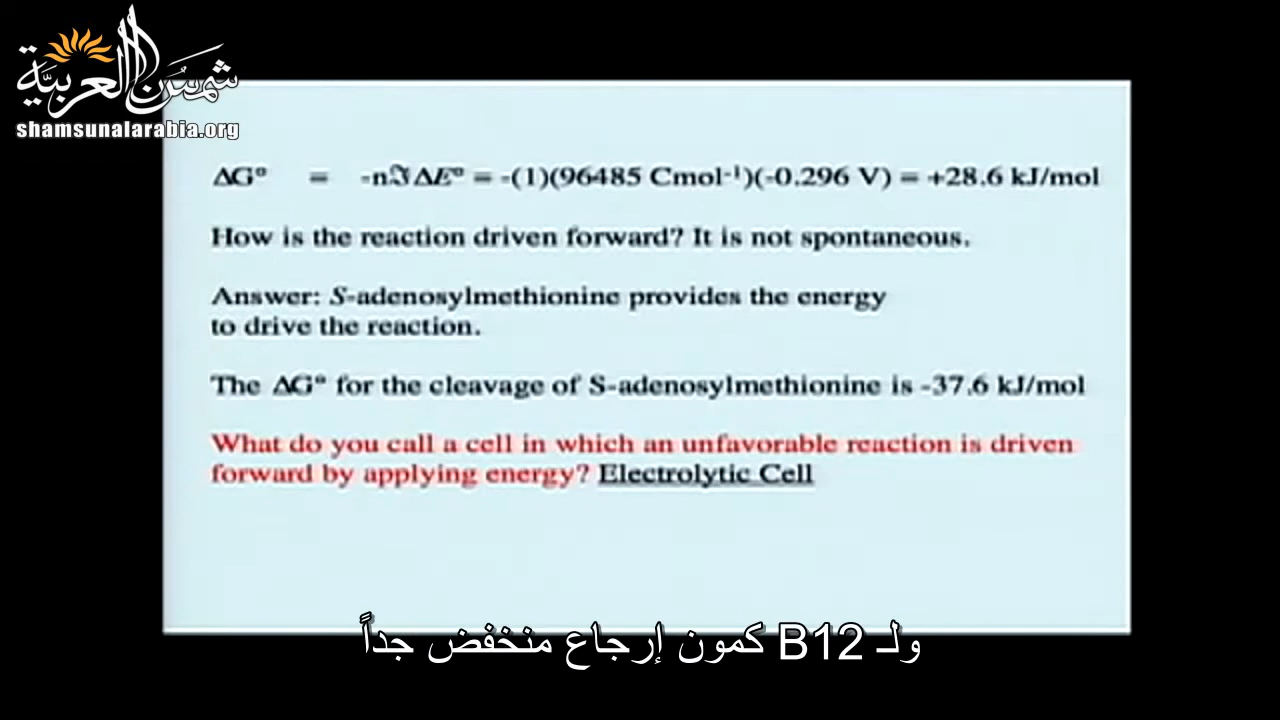 شمس العربية
shamsunalarabia.org
ΔG° = -nℑΔE° = -(1)(96485 Cmol⁻¹)(-0.296 V) = +28.6 kJ/mol
How is the reaction driven forward? It is not spontaneous.
Answer: S-adenosylmethionine provides the energy
to drive the reaction.
The ΔG° for the cleavage of S-adenosylmethionine is -37.6 kJ/mol
What do you call a cell in which an unfavorable reaction is driven
forward by applying energy? Electrolytic Cell
ولـ B12 كمون إرجاع منخفض جداً